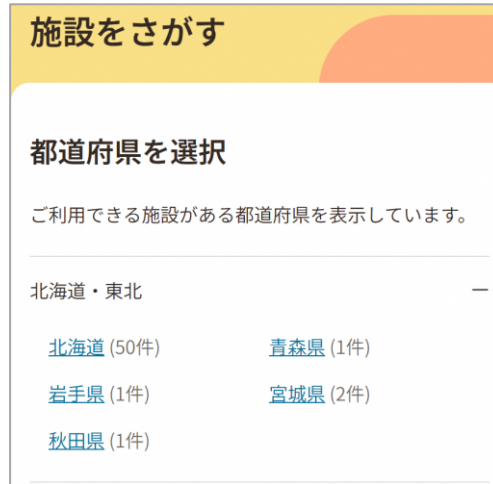 施設をさがす
都道府県を選択
ご利用できる施設がある都道府県を表示しています。
北海道・東北
北海道 (50件) 青森県 (1件)
岩手県 (1件) 宮城県 (2件)
秋田県 (1件)